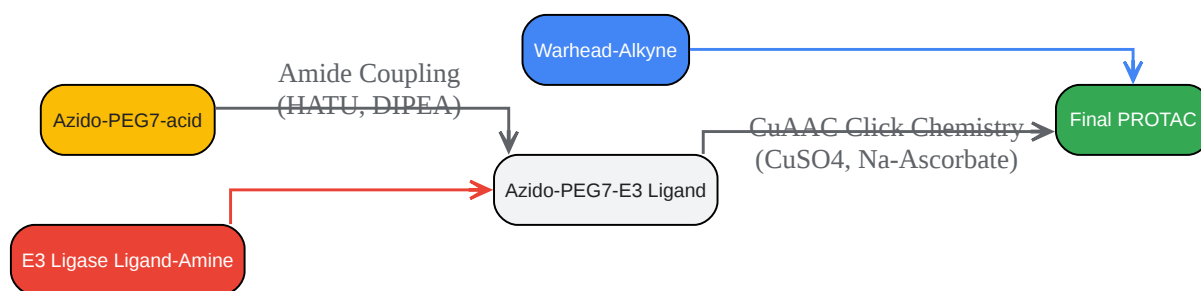 Warhead-Alkyne
Amide Coupling
(HATU, DIPEA)
Azido-PEG7-acid
Final PROTAC
CuAAC Click Chemistry
(CuSO4, Na-Ascorbate)
Azido-PEG7-E3 Ligand
E3 Ligase Ligand-Amine